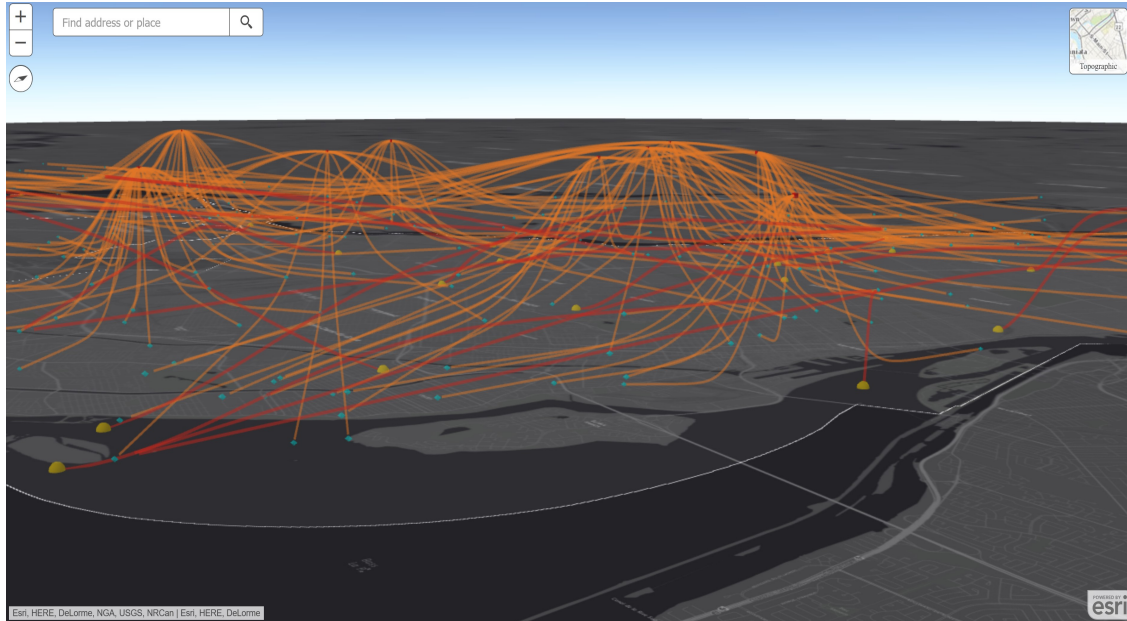 +
Find address or place
−
Topographic
Esri, HERE, DeLorme, NGA, USGS, NRCan | Esri, HERE, DeLorme
POWERED BY
esri